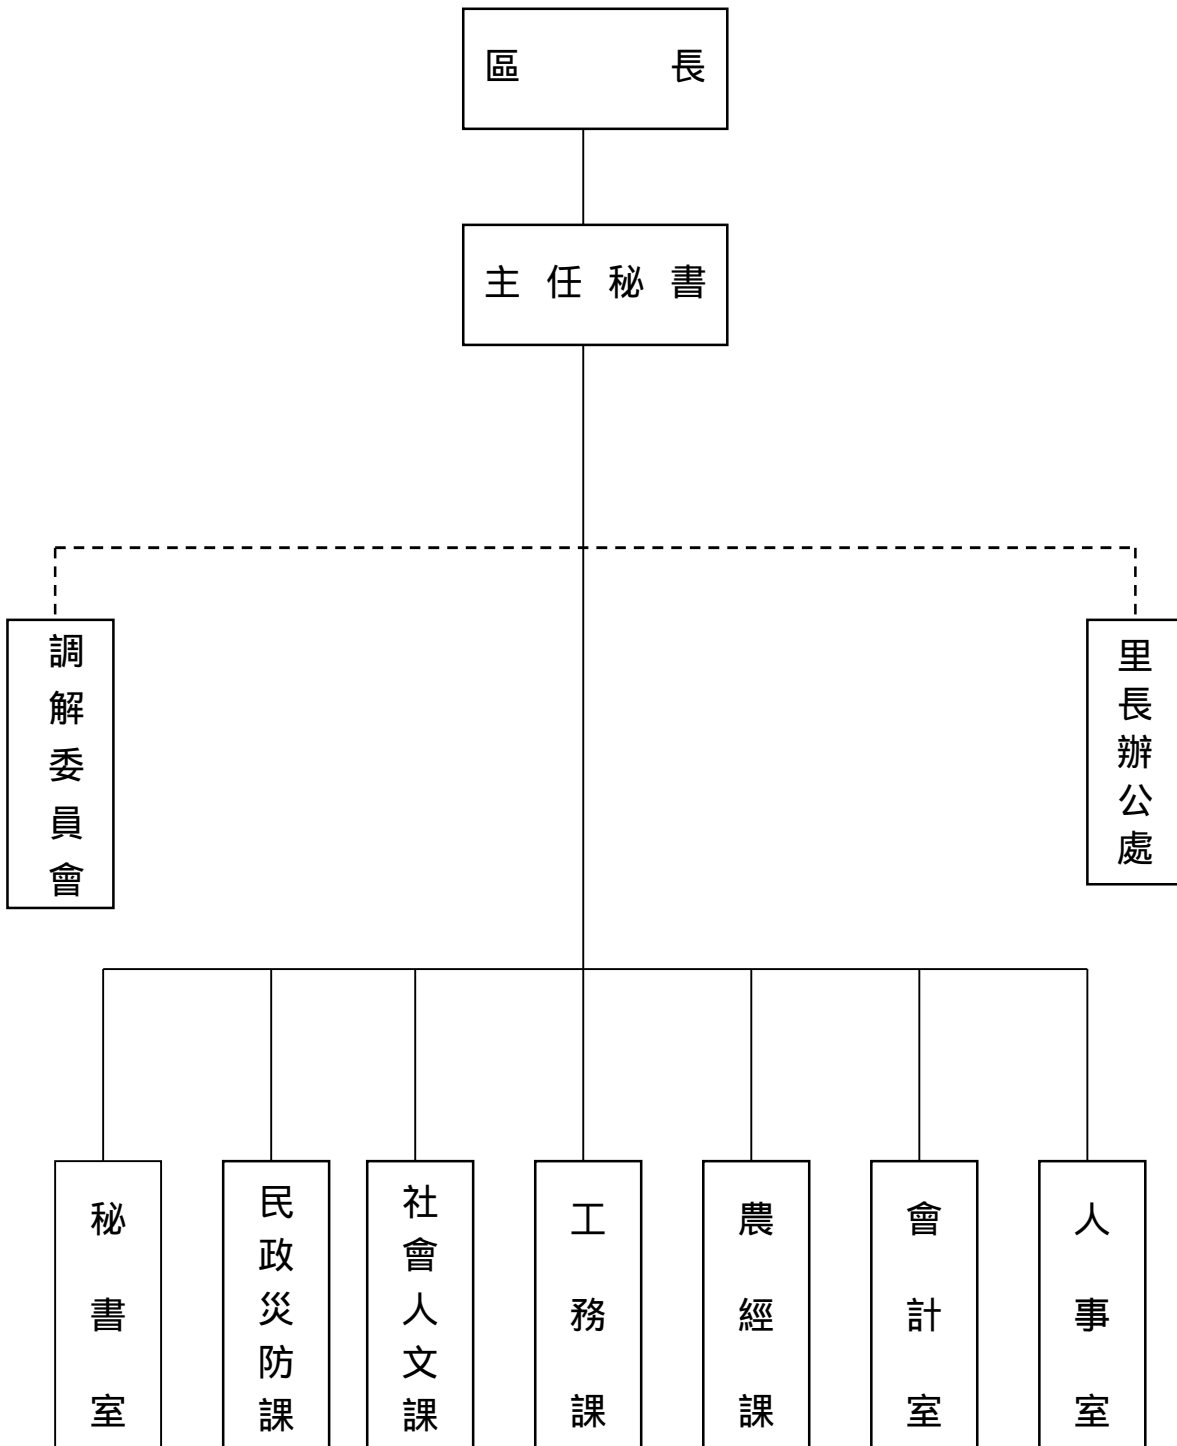 區長
主任秘書
調解委員會
里長辦公處
秘書室
民政災防課
社會人文課
工務課
農經課
會計室
人事室